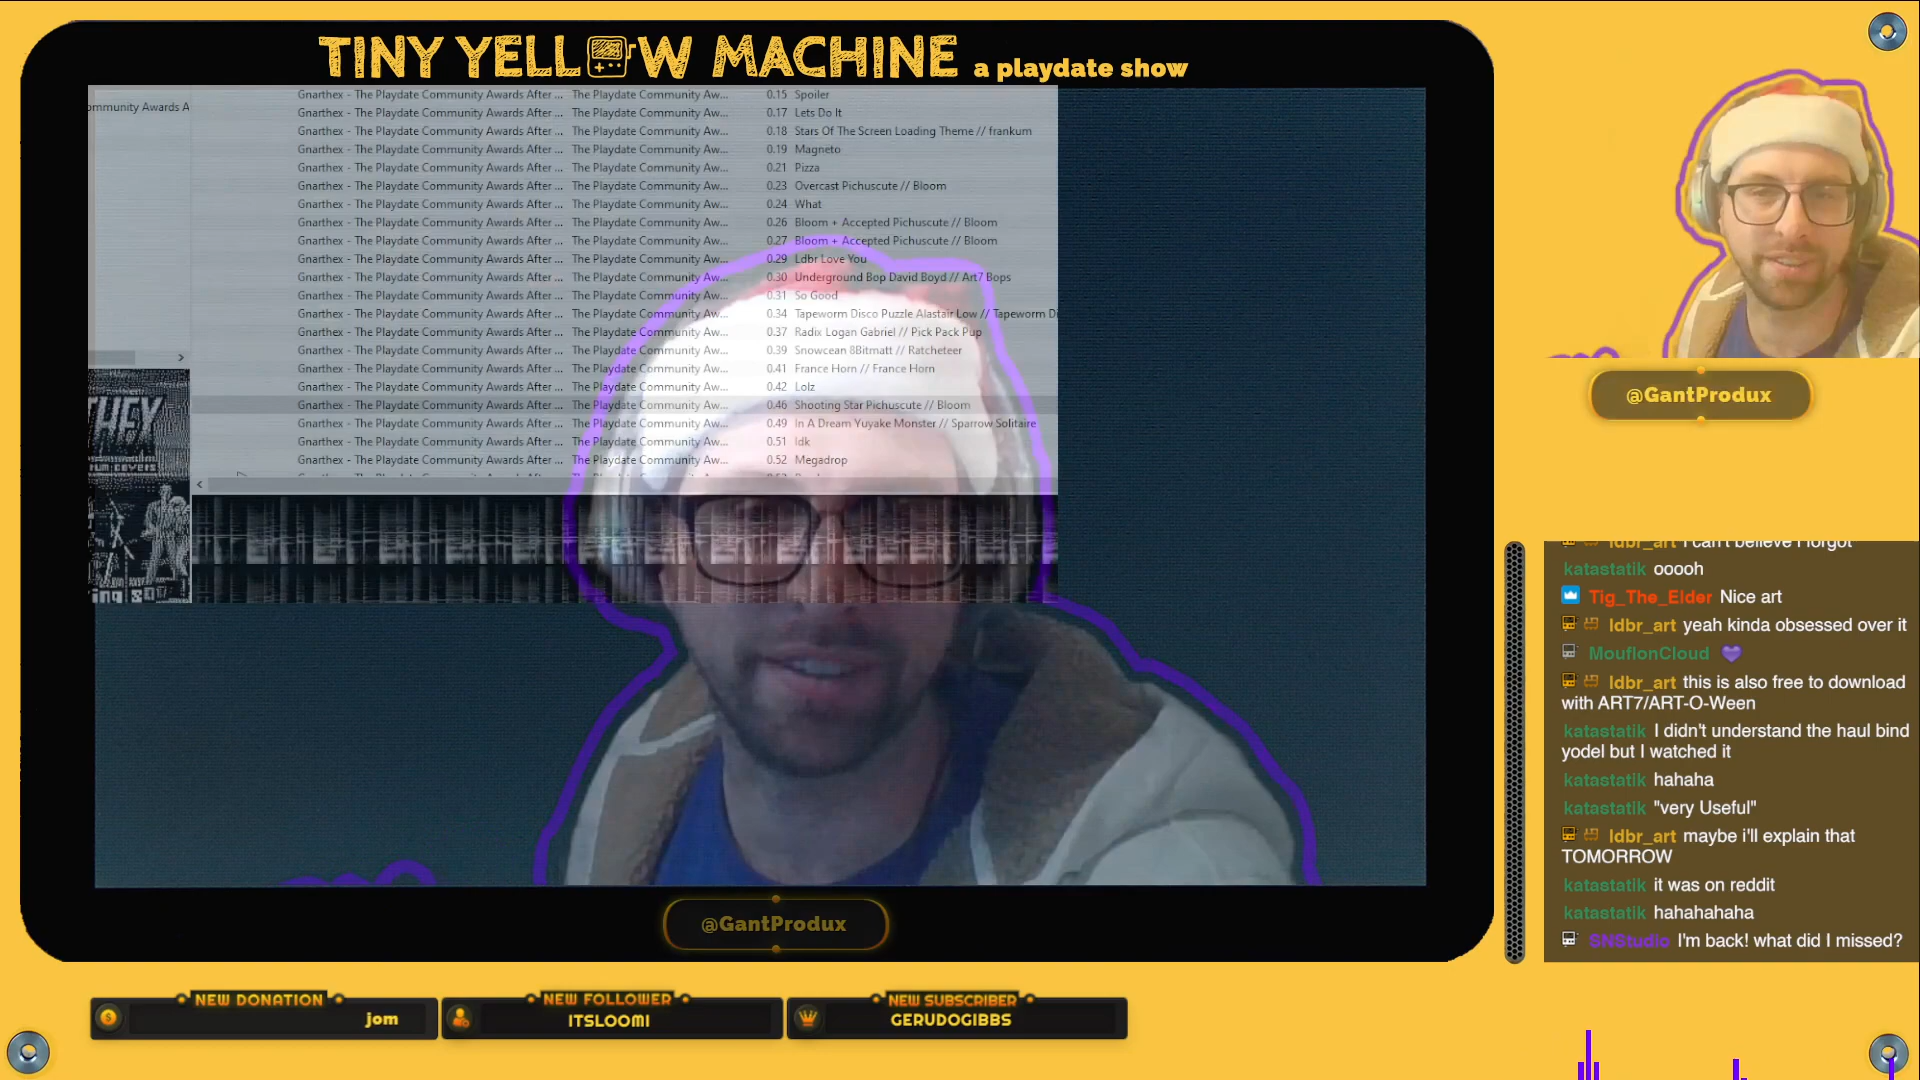 TINY YELLOW MACHINE a playdate show
ommunity Awards A
Gnarthex - The Playdate Community Awards After ... The Playdate Community Aw... 0.15 Spoiler
Gnarthex - The Playdate Community Awards After ... The Playdate Community Aw... 0.17 Lets Do It
Gnarthex - The Playdate Community Awards After ... The Playdate Community Aw... 0.18 Stars Of The Screen Loading Theme // frankum
Gnarthex - The Playdate Community Awards After ... The Playdate Community Aw... 0.19 Magneto
Gnarthex - The Playdate Community Awards After ... The Playdate Community Aw... 0.21 Pizza
Gnarthex - The Playdate Community Awards After ... The Playdate Community Aw... 0.23 Overcast Pichuscute // Bloom
Gnarthex - The Playdate Community Awards After ... The Playdate Community Aw... 0.24 What
Gnarthex - The Playdate Community Awards After ... The Playdate Community Aw... 0.26 Bloom + Accepted Pichuscute // Bloom
Gnarthex - The Playdate Community Awards After ... The Playdate Community Aw... 0.27 Bloom + Accepted Pichuscute // Bloom
Gnarthex - The Playdate Community Awards After ... The Playdate Community Aw... 0.29 Ldbr Love You
Gnarthex - The Playdate Community Awards After ... The Playdate Community Aw... 0.30 Underground Bop David Boyd // Art7 Bops
Gnarthex - The Playdate Community Awards After ... The Playdate Community Aw... 0.31 So Good
Gnarthex - The Playdate Community Awards After ... The Playdate Community Aw... 0.34 Tapeworm Disco Puzzle Alastair Low // Tapeworm Di
Gnarthex - The Playdate Community Awards After ... The Playdate Community Aw... 0.37 Radix Logan Gabriel // Pick Pack Pup
Gnarthex - The Playdate Community Awards After ... The Playdate Community Aw... 0.39 Snowcean 8Bitmatt // Ratcheteer
Gnarthex - The Playdate Community Awards After ... The Playdate Community Aw... 0.41 France Horn // France Horn
Gnarthex - The Playdate Community Awards After ... The Playdate Community Aw... 0.42 Lolz
Gnarthex - The Playdate Community Awards After ... The Playdate Community Aw... 0.46 Shooting Star Pichuscute // Bloom
Gnarthex - The Playdate Community Awards After ... The Playdate Community Aw... 0.49 In A Dream Yuyake Monster // Sparrow Solitaire
Gnarthex - The Playdate Community Awards After ... The Playdate Community Aw... 0.51 Idk
Gnarthex - The Playdate Community Awards After ... The Playdate Community Aw... 0.52 Megadrop
@GantProdux
@GantProdux
ldbr_art I can't believe I forgot
katastatik ooooh
Tig_The_Elder Nice art
ldbr_art yeah kinda obsessed over it
MouflonCloud
ldbr_art this is also free to download
with ART7/ART-O-Ween
katastatik I didn't understand the haul bind
yodel but I watched it
katastatik hahaha
katastatik "very Useful"
ldbr_art maybe i'll explain that
TOMORROW
katastatik it was on reddit
katastatik hahahahaha
SNStudio I'm back! what did I missed?
NEW DONATION
jom
NEW FOLLOWER
ITSLOOMI
NEW SUBSCRIBER
GERUDOGIBBS